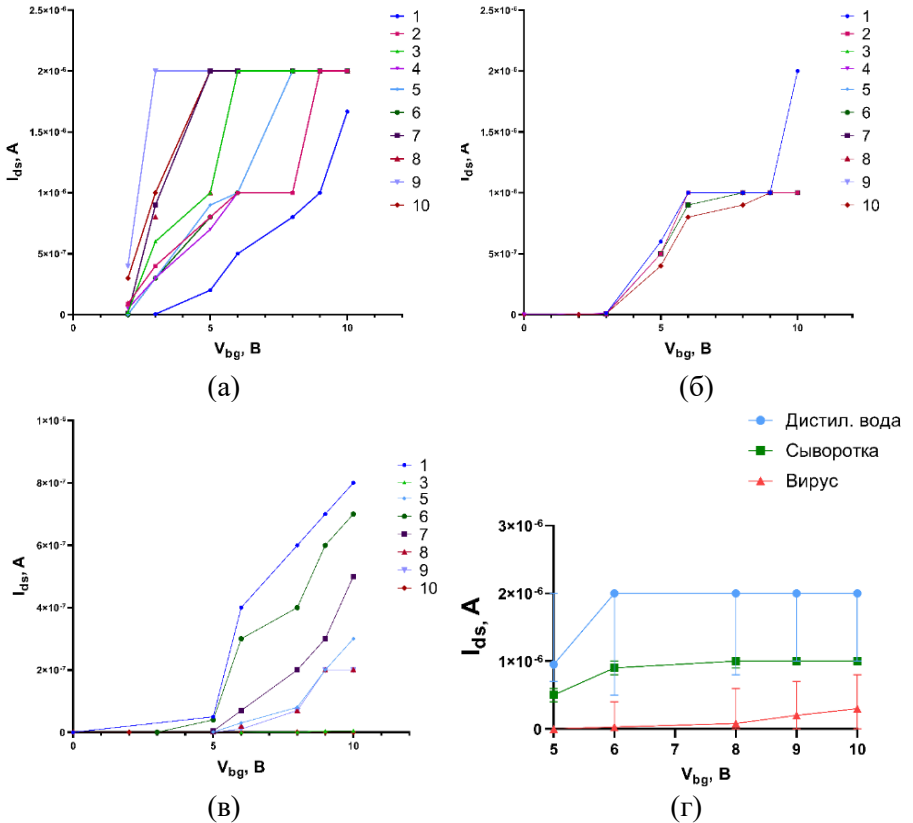 2.5×10⁻⁶
2×10⁻⁶
1.5×10⁻⁶
1×10⁻⁶
5×10⁻⁷
0
0 5 10
I_ds, A
V_bg, В
1
2
3
4
5
6
7
8
9
10
(а)
2.5×10⁻⁶
2×10⁻⁶
1.5×10⁻⁶
1×10⁻⁶
5×10⁻⁷
0
0 5 10
I_ds, A
V_bg, В
1
2
3
4
5
6
7
8
9
10
(б)
1×10⁻⁶
8×10⁻⁷
6×10⁻⁷
4×10⁻⁷
2×10⁻⁷
0
0 5 10
I_ds, A
V_bg, В
1
3
5
6
7
8
9
10
(в)
Дистил. вода
Сыворотка
Вирус
3×10⁻⁶
2×10⁻⁶
1×10⁻⁶
0
5 6 7 8 9 10
I_ds, A
V_bg, В
(г)